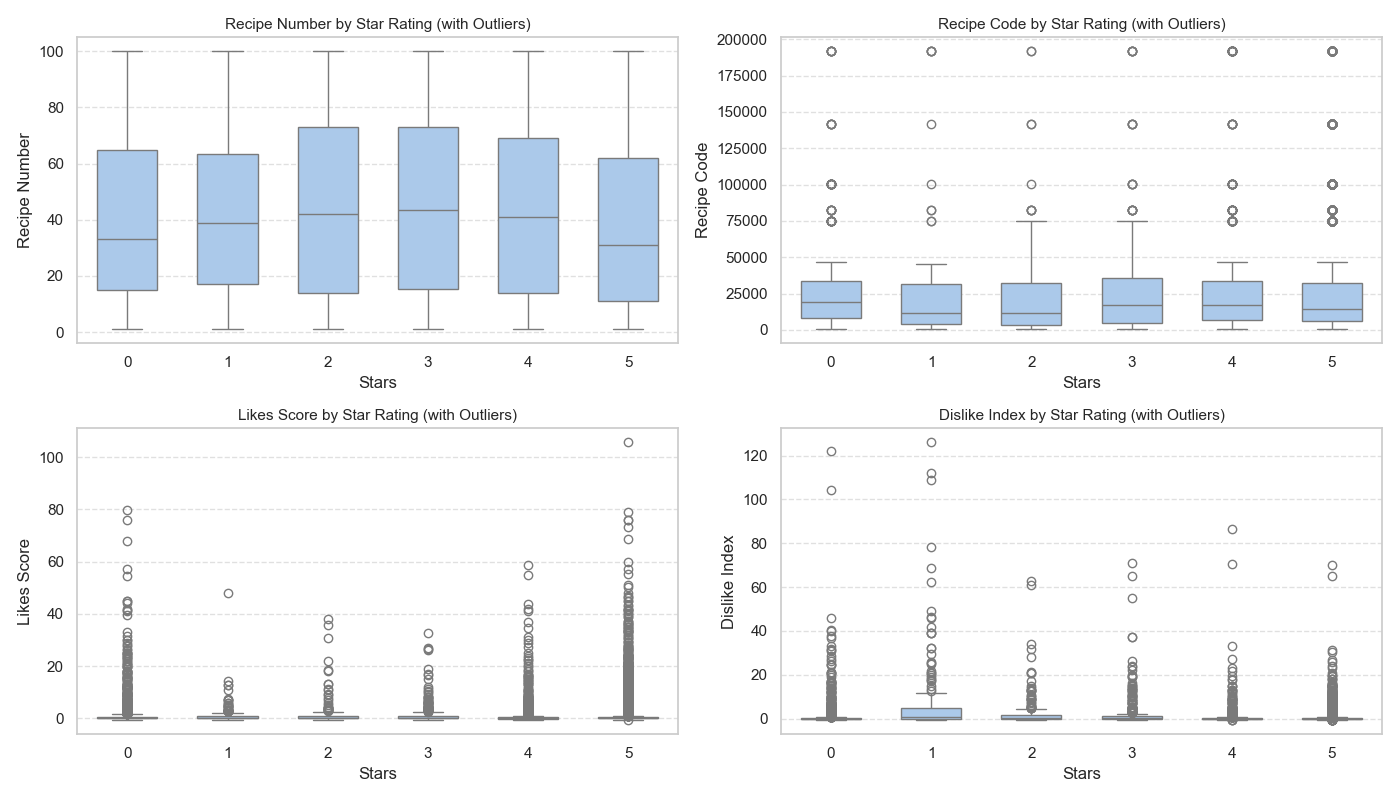 Recipe Number by Star Rating (with Outliers)
Recipe Number
100
80
60
40
20
0
0 1 2 3 4 5
Stars
Recipe Code by Star Rating (with Outliers)
Recipe Code
200000
175000
150000
125000
100000
75000
50000
25000
0
0 1 2 3 4 5
Stars
Likes Score by Star Rating (with Outliers)
Likes Score
100
80
60
40
20
0
0 1 2 3 4 5
Stars
Dislike Index by Star Rating (with Outliers)
Dislike Index
120
100
80
60
40
20
0
0 1 2 3 4 5
Stars